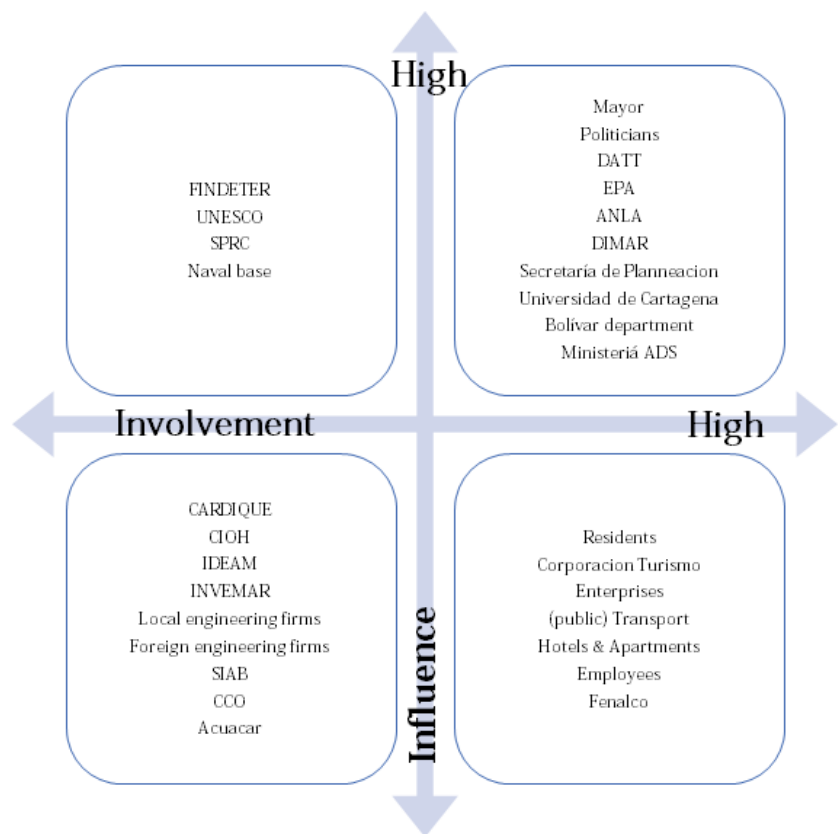 High
FINDETER
UNESCO
SPRC
Naval base
Mayor
Politicians
DATT
EPA
ANLA
DIMAR
Secretaría de Planneacion
Universidad de Cartagena
Bolívar department
Ministeriá ADS
Involvement
High
CARDIQUE
CIOH
IDEAM
INVEMAR
Local engineering firms
Foreign engineering firms
SIAB
CCO
Acuacar
Influence
Residents
Corporacion Turismo
Enterprises
(public) Transport
Hotels & Apartments
Employees
Fenalco